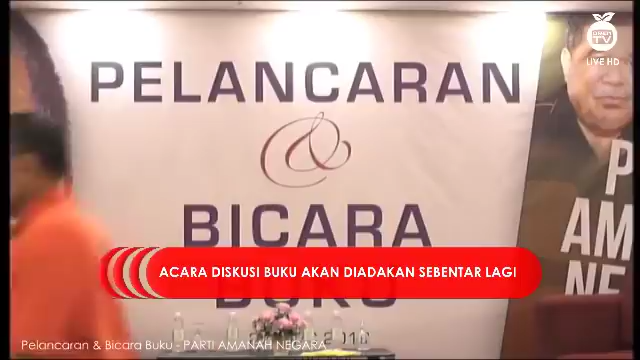 TV
LIVE HD
PELANCARAN
&
BICARA
BUKU
ACARA DISKUSI BUKU AKAN DIADAKAN SEBENTAR LAGI
Pelancaran & Bicara Buku - PARTI AMANAH NEGARA